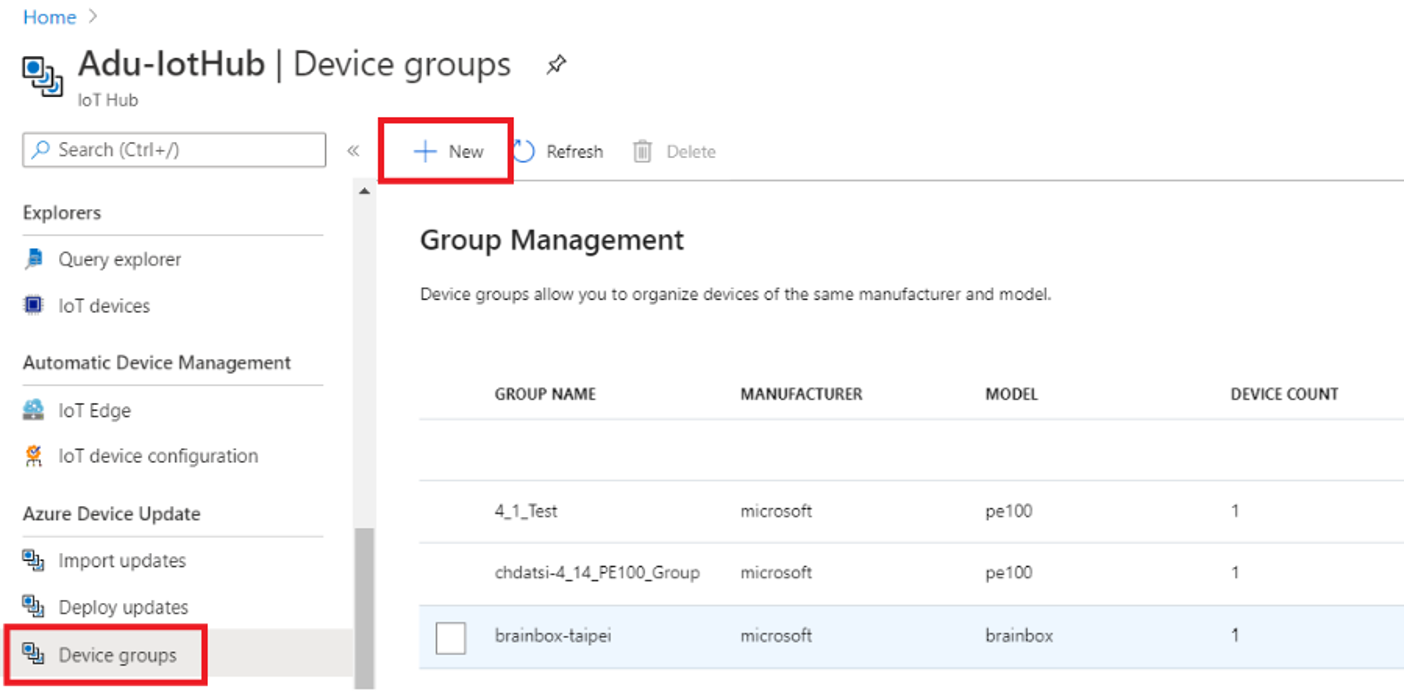 Home >
Adu-IotHub | Device groups
IoT Hub
Search (Ctrl+/)
«
New
Refresh
Delete
Explorers
Query explorer
IoT devices
Automatic Device Management
IoT Edge
IoT device configuration
Azure Device Update
Import updates
Deploy updates
Device groups
Group Management
Device groups allow you to organize devices of the same manufacturer and model.
GROUP NAME MANUFACTURER MODEL DEVICE COUNT
4_1_Test microsoft pe100 1
chdatsi-4_14_PE100_Group microsoft pe100 1
brainbox-taipei microsoft brainbox 1